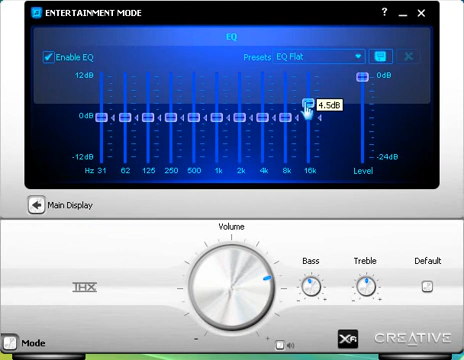 ENTERTAINMENT MODE
EQ
Enable EQ Presets EQ Flat
12dB 0dB
4.5dB
0dB
-12dB -24dB
Hz 31 62 125 250 500 1k 2k 4k 8k 16k Level
Main Display
Volume
Bass Treble Default
THX
- +
Mode X-Fi CREATIVE